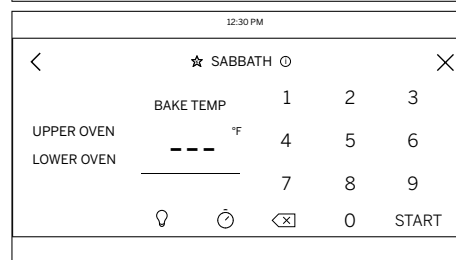 12:30 PM
SABBATH
BAKE TEMP
1 2 3
UPPER OVEN
LOWER OVEN
--- °F
4 5 6
7 8 9
0 START